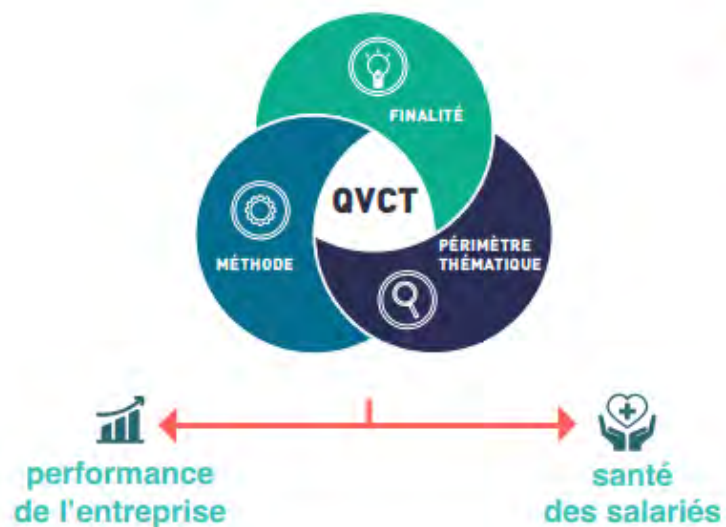 FINALITÉ
QVCT
MÉTHODE
PÉRIMÈTRE
THÉMATIQUE
performance
de l'entreprise
santé
des salariés